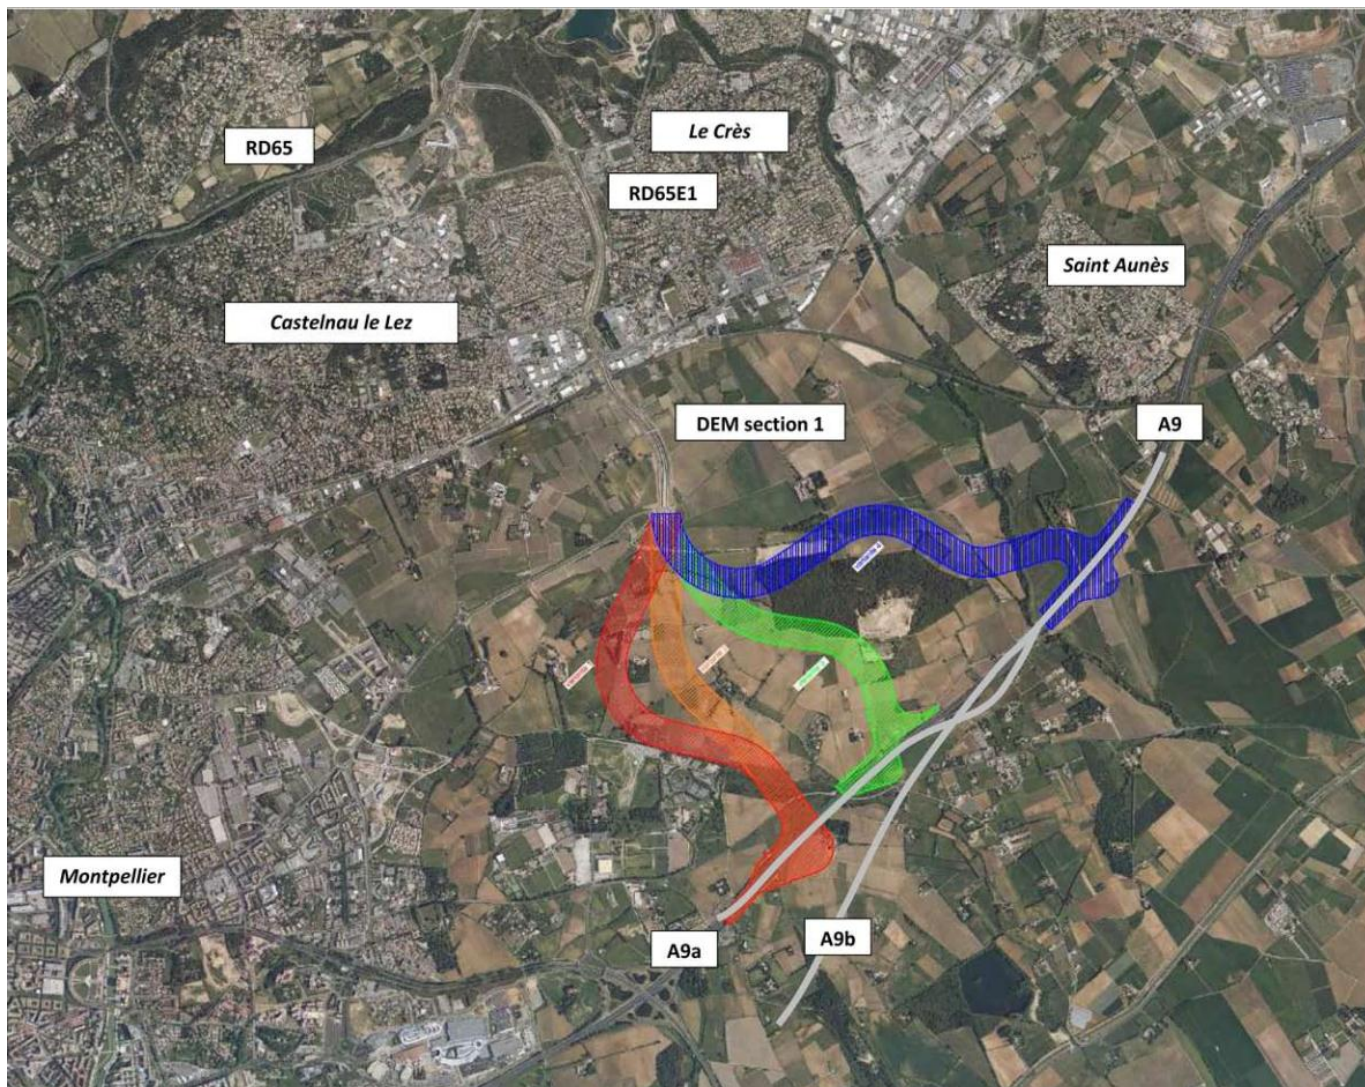 Le Crès
RD65
RD65E1
Saint Aunès
Castelnau le Lez
DEM section 1
A9
Montpellier
A9b
A9a